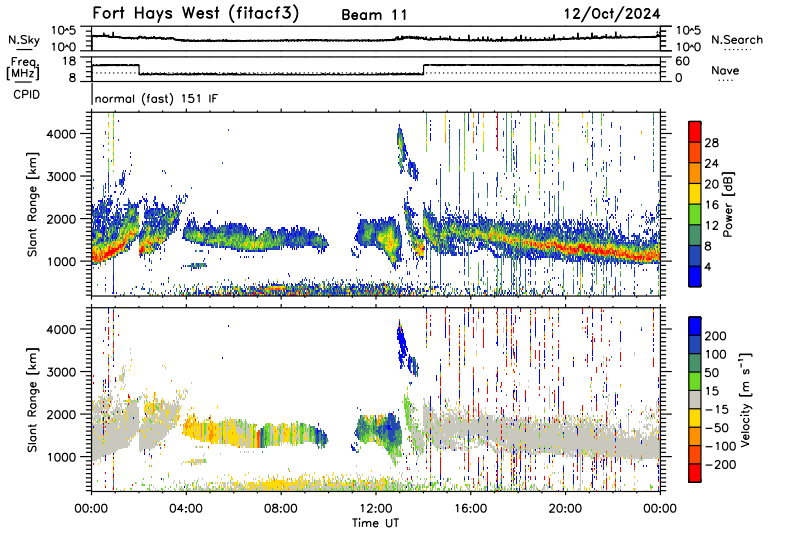 Fort Hays West (fitacf3) Beam 11 12/Oct/2024
N.Sky 10^5 10^0 10^5 10^0 N.Search
Freq. [MHz] 18 8 60 0 Nave
CPID normal (fast) 151 IF
Slant Range [km] 4000 3000 2000 1000
Power [dB] 28 24 20 16 12 8 4
Slant Range [km] 4000 3000 2000 1000
Velocity [m s⁻¹] 200 100 50 15 −15 −50 −100 −200
00:00 04:00 08:00 12:00 16:00 20:00 00:00
Time UT